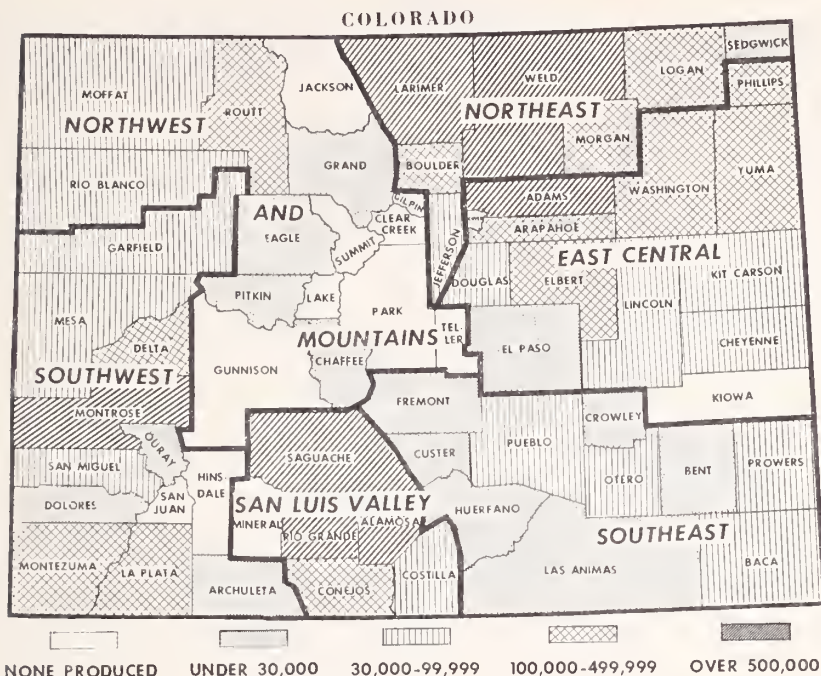 COLORADO
MOFFAT
NORTHWEST
ROUTT
JACKSON
LARIMER
WELD
NORTHEAST
LOGAN
SEDGWICK
PHILLIPS
MORGAN
RIO BLANCO
GRAND
BOULDER
GILPIN
CLEAR
CREEK
ADAMS
WASHINGTON
YUMA
GARFIELD
AND
EAGLE
SUMMIT
JEFFERSON
ARAPAHOE
EAST CENTRAL
DOUGLAS
ELBERT
LINCOLN
KIT CARSON
MESA
PITKIN
LAKE
PARK
TEL-
LER
EL PASO
CHEYENNE
DELTA
SOUTHWEST
GUNNISON
MOUNTAINS
CHAFFEE
KIOWA
MONTROSE
OURAY
FREMONT
CROWLEY
PUEBLO
SAN MIGUEL
HINS
DALE
SAGUACHE
CUSTER
OTERO
BENT
PROWERS
DOLORES
SAN
JUAN
MINERAL
SAN LUIS VALLEY
RIO GRANDE
ALAMOSA
HUERFANO
SOUTHEAST
MONTEZUMA
LA PLATA
ARCHULETA
CONEJOS
COSTILLA
LAS ANIMAS
BACA
NONE PRODUCED
UNDER 30,000
30,000-99,999
100,000-499,999
OVER 500,000